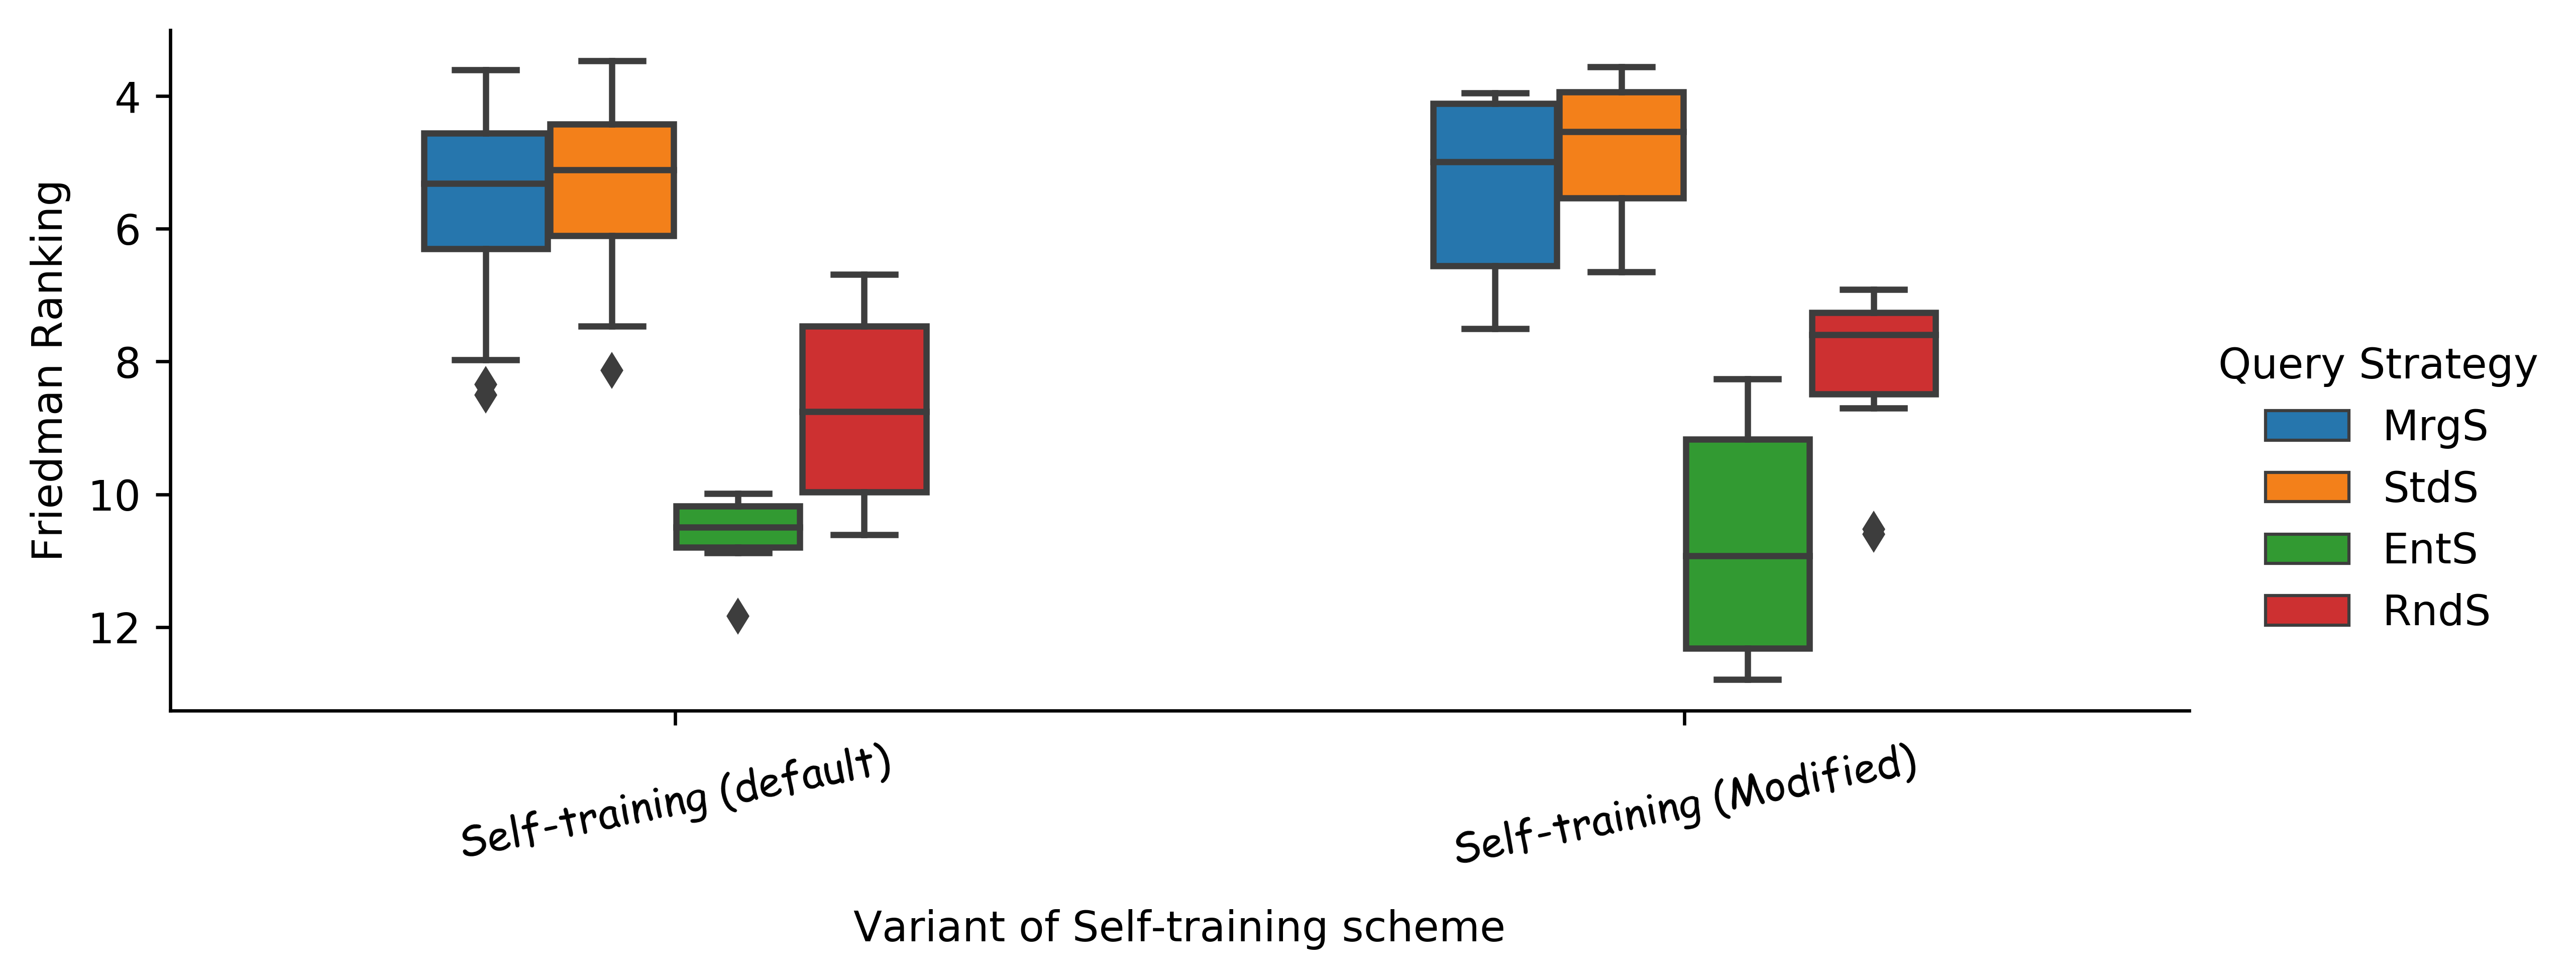 Friedman Ranking
4
6
8
10
12
Self-training (default)
Self-training (Modified)
Variant of Self-training scheme
Query Strategy
MrgS
StdS
EntS
RndS